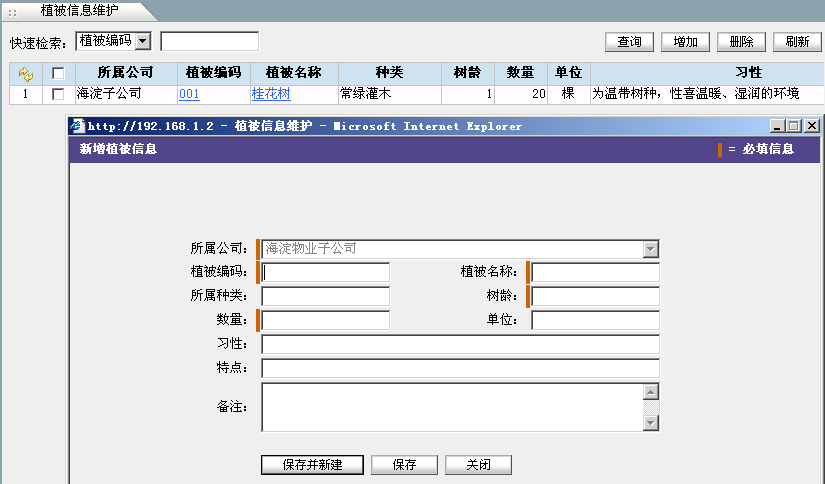 植被信息维护
快速检索： 植被编码 查询 增加 删除 刷新
所属公司 植被编码 植被名称 种类 树龄 数量 单位 习性
1 海淀子公司 001 桂花树 常绿灌木 1 20 棵 为温带树种，性喜温暖、湿润的环境
http://192.168.1.2 - 植被信息维护 - Microsoft Internet Explorer
新增植被信息 = 必填信息
所属公司： 海淀物业子公司
植被编码： 植被名称：
所属种类： 树龄：
数量： 单位：
习性：
特点：
备注：
保存并新建 保存 关闭